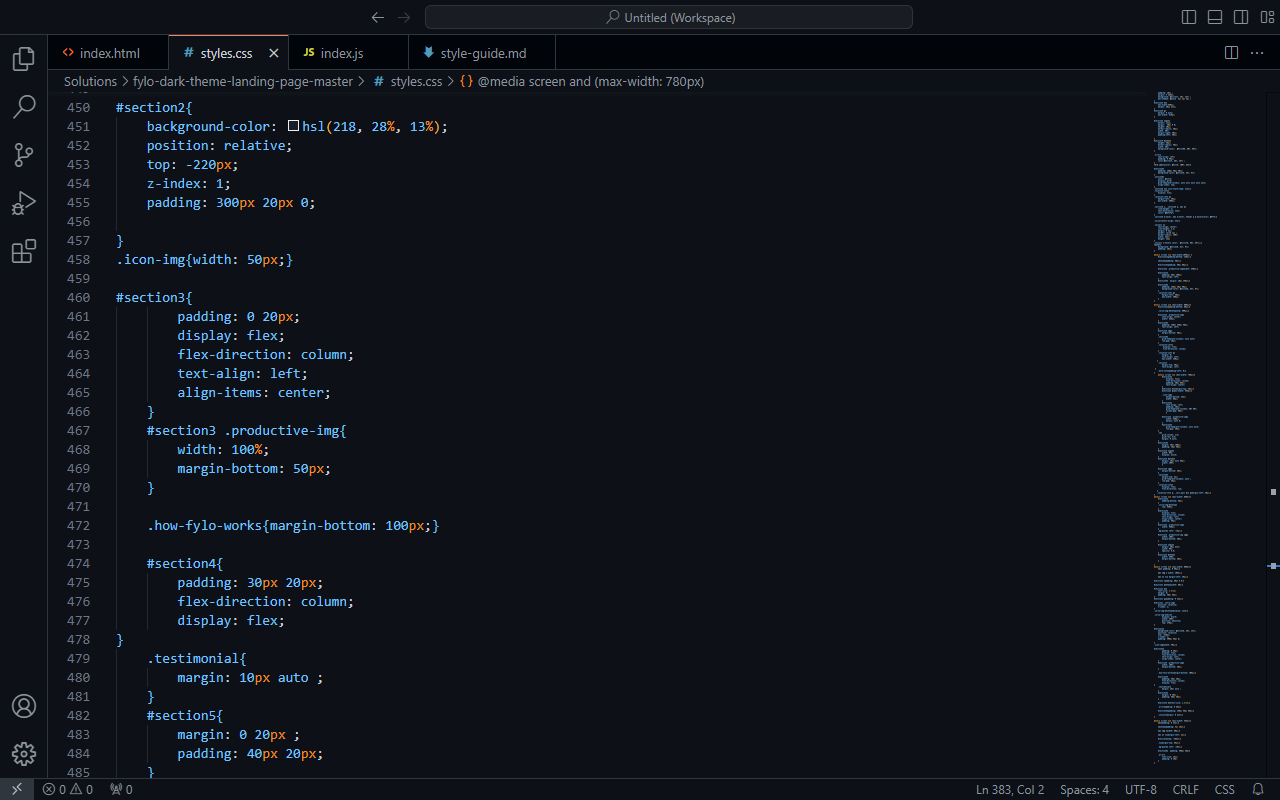 Untitled (Workspace)
index.html
# styles.css
JS index.js
style-guide.md
Solutions > fylo-dark-theme-landing-page-master > # styles.css > {} @media screen and (max-width: 780px)
450 #section2{
451 background-color: hsl(218, 28%, 13%);
452 position: relative;
453 top: -220px;
454 z-index: 1;
455 padding: 300px 20px 0;
456
457 }
458 .icon-img{width: 50px;}
459
460 #section3{
461 padding: 0 20px;
462 display: flex;
463 flex-direction: column;
464 text-align: left;
465 align-items: center;
466 }
467 #section3 .productive-img{
468 width: 100%;
469 margin-bottom: 50px;
470 }
471
472 .how-fylo-works{margin-bottom: 100px;}
473
474 #section4{
475 padding: 30px 20px;
476 flex-direction: column;
477 display: flex;
478 }
479 .testimonial{
480 margin: 10px auto ;
481 }
482 #section5{
483 margin: 0 20px ;
484 padding: 40px 20px;
485 }
0 0 0 Ln 383, Col 2 Spaces: 4 UTF-8 CRLF CSS